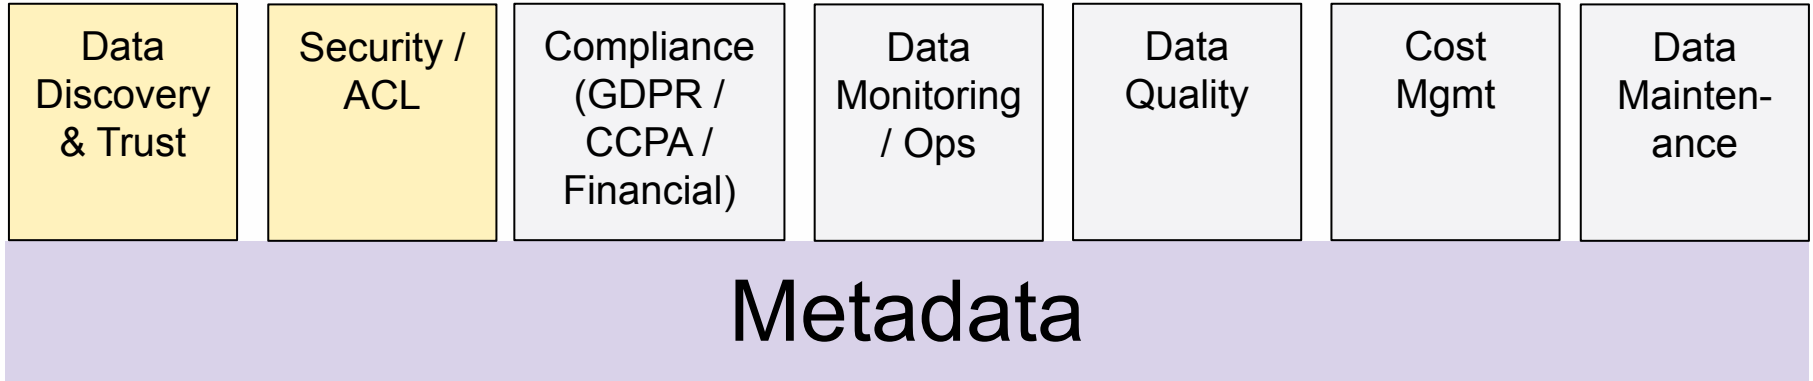 Data
Discovery
& Trust
Security /
ACL
Compliance
(GDPR /
CCPA /
Financial)
Data
Monitoring
/ Ops
Data
Quality
Cost
Mgmt
Data
Mainten-
ance
Metadata